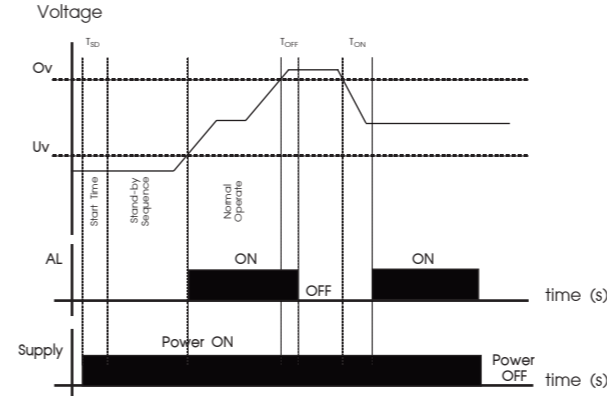 Voltage
TSD
TOFF
TON
Ov
Uv
Start Time
Stand-by
Sequence
Normal
Operate
AL
ON
OFF
ON
time (s)
Supply
Power ON
Power
OFF
time (s)